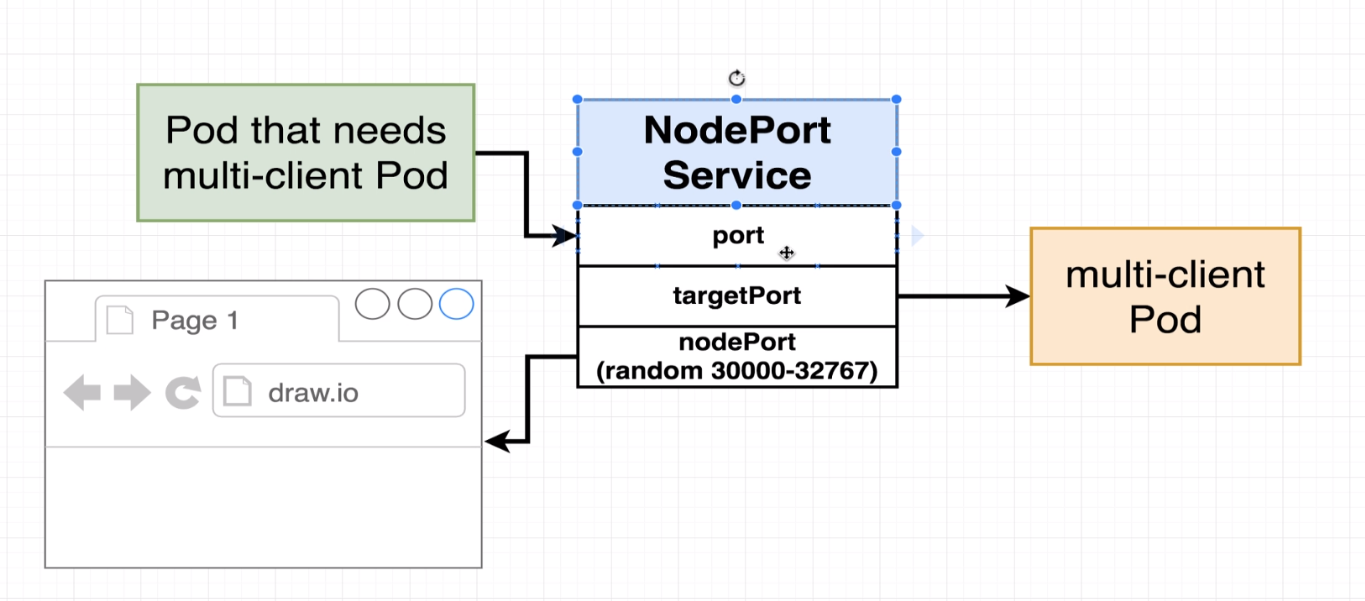 Pod that needs
multi-client Pod
NodePort
Service
port
targetPort
nodePort
(random 30000-32767)
multi-client
Pod
Page 1
draw.io